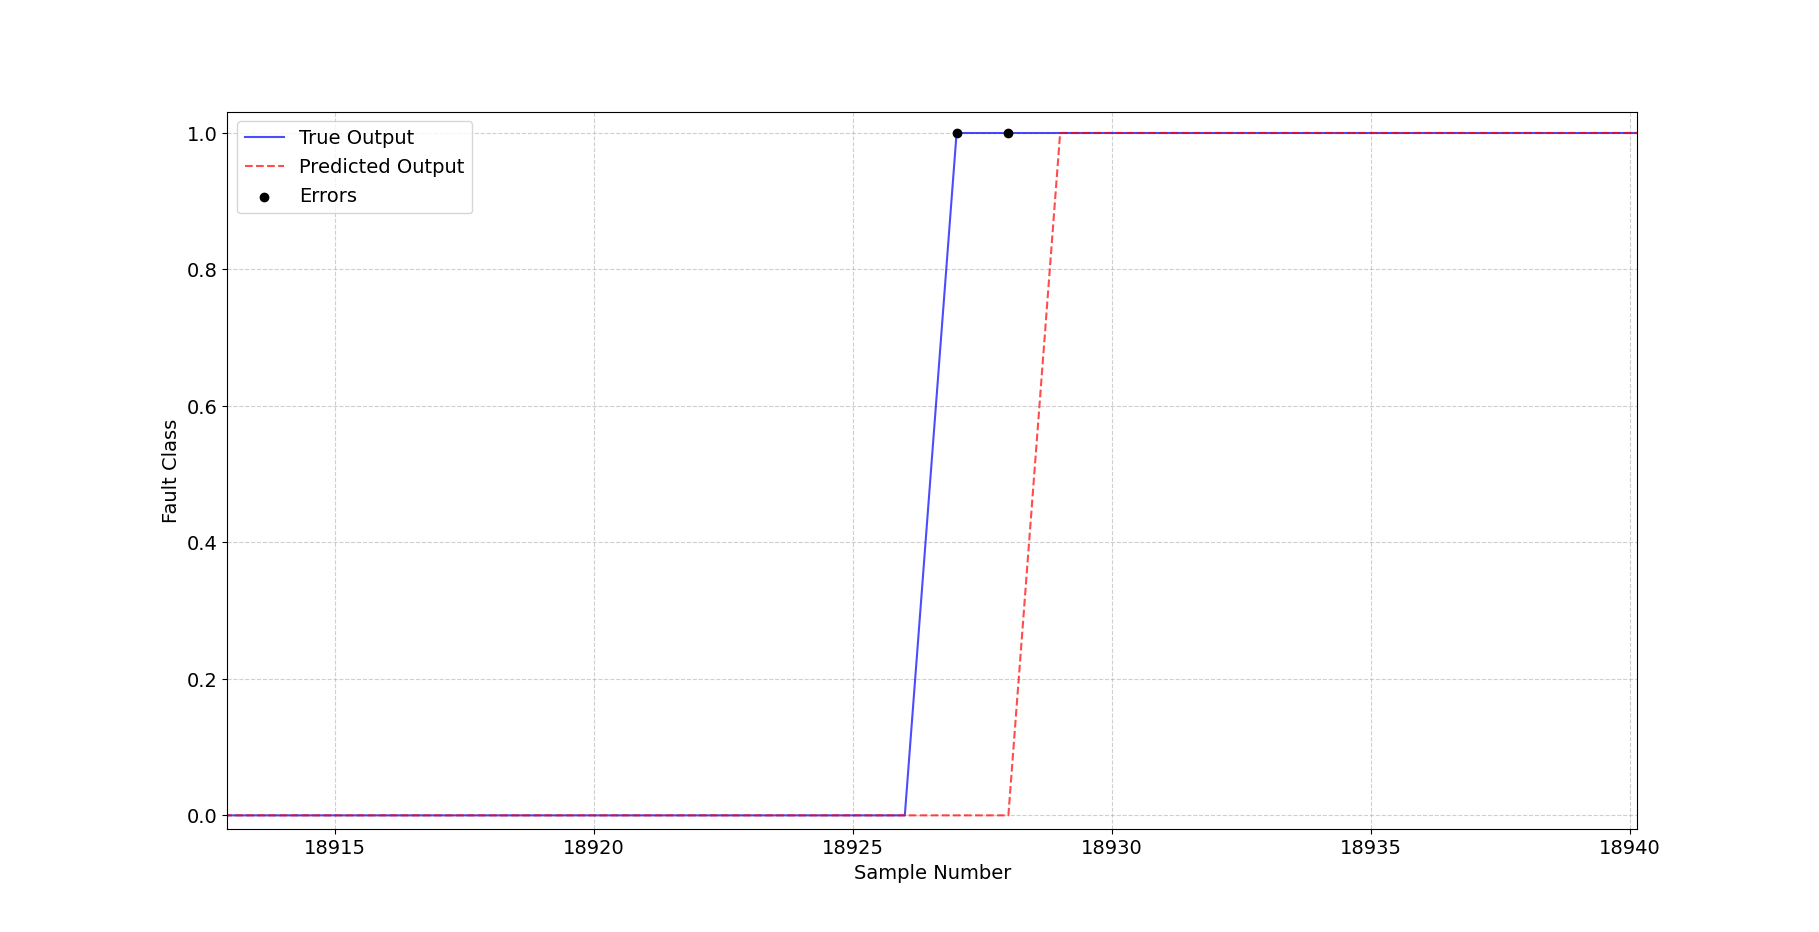 True Output
Predicted Output
Errors
1.0
0.8
0.6
0.4
0.2
0.0
Fault Class
18915 18920 18925 18930 18935 18940
Sample Number